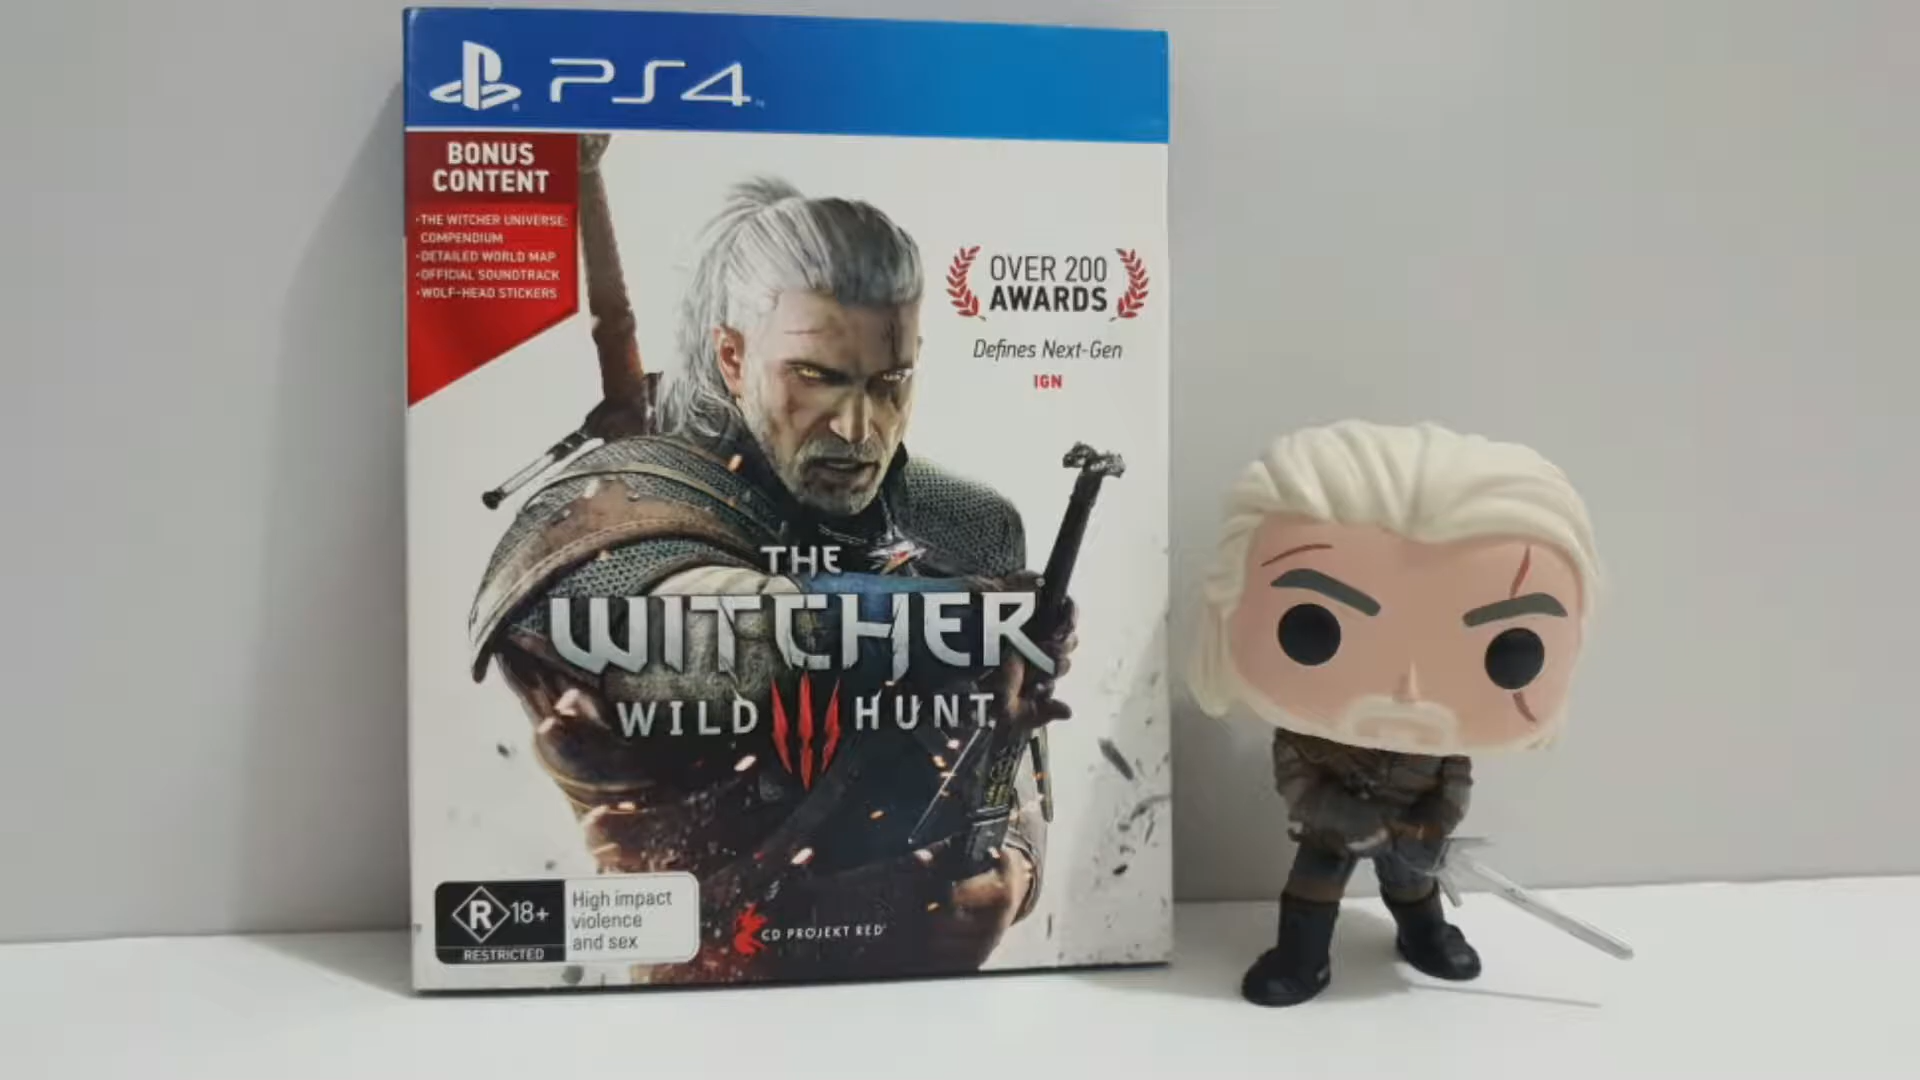 PS4
BONUS
CONTENT
·THE WITCHER UNIVERSE:
COMPENDIUM
·DETAILED WORLD MAP
·OFFICIAL SOUNDTRACK
·WOLF-HEAD STICKERS
OVER 200
AWARDS
Defines Next-Gen
IGN
THE
WITCHER
WILD III HUNT
R 18+
RESTRICTED
High impact
violence
and sex
CD PROJEKT RED